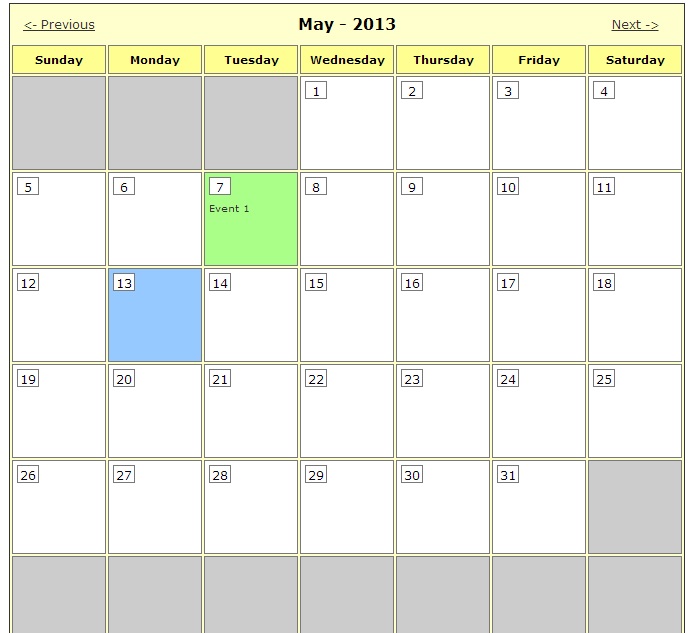 <- Previous May - 2013 Next ->
Sunday Monday Tuesday Wednesday Thursday Friday Saturday
1 2 3 4
5 6 7 8 9 10 11
Event 1
12 13 14 15 16 17 18
19 20 21 22 23 24 25
26 27 28 29 30 31